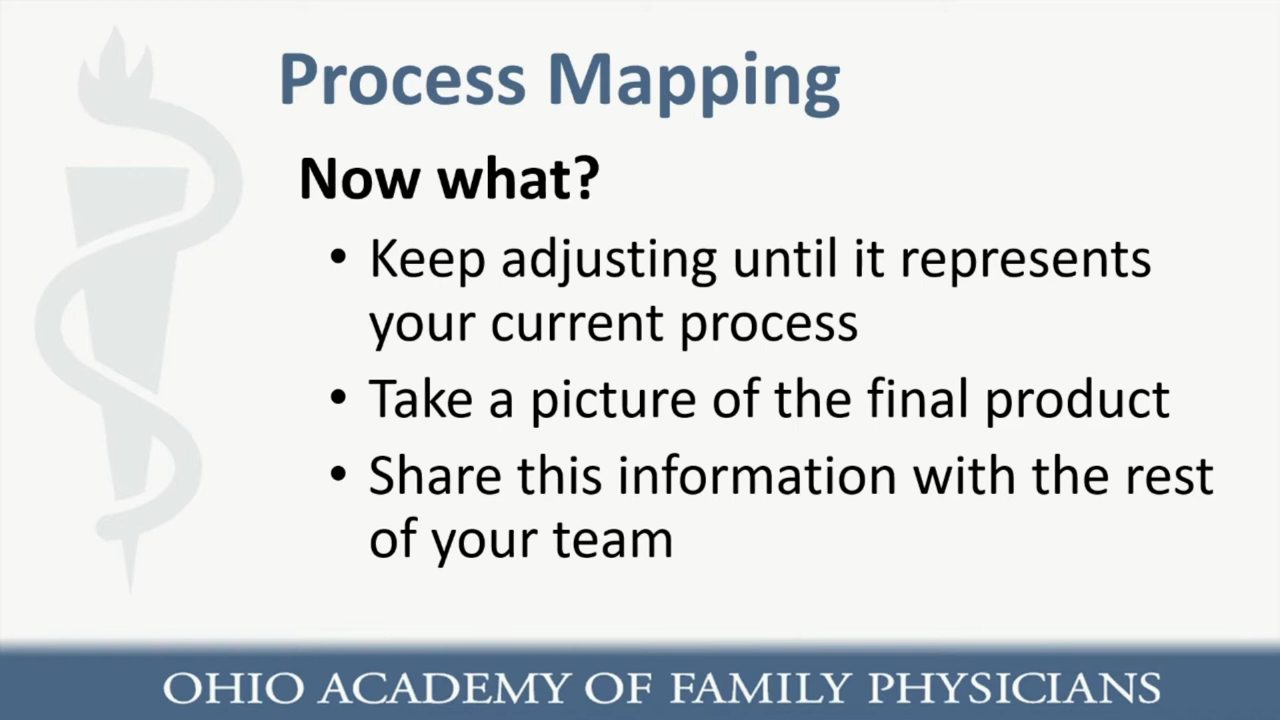 Process Mapping
Now what?
• Keep adjusting until it represents
your current process
• Take a picture of the final product
• Share this information with the rest
of your team
OHIO ACADEMY OF FAMILY PHYSICIANS